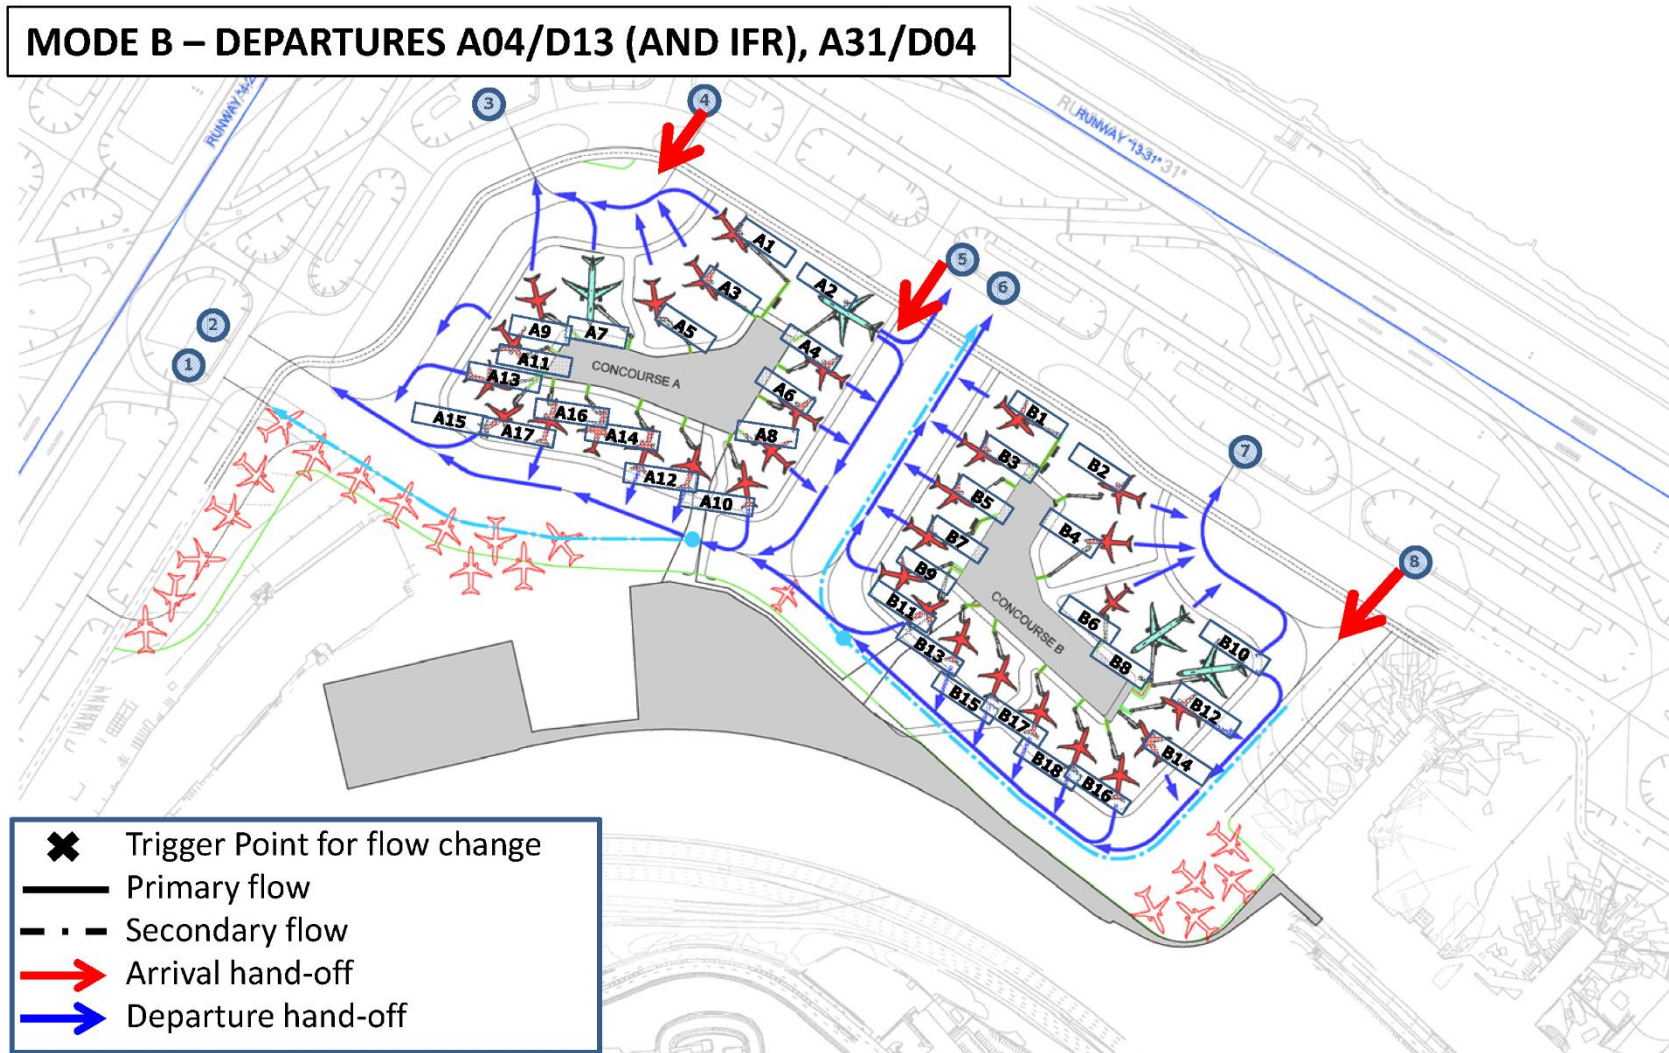 MODE B – DEPARTURES A04/D13 (AND IFR), A31/D04
3
4
RUNWAY "13-31"
5
6
2
1
7
8
A1
A2
A3
A5
A9
A7
A4
A11
A13
A6
A15
A17
A16
A14
A8
A12
A10
CONCOURSE A
B1
B3
B2
B5
B4
B7
B9
B11
B6
B13
B8
B10
B15
B17
B12
B18
B16
B14
CONCOURSE B
Trigger Point for flow change
Primary flow
Secondary flow
Arrival hand-off
Departure hand-off